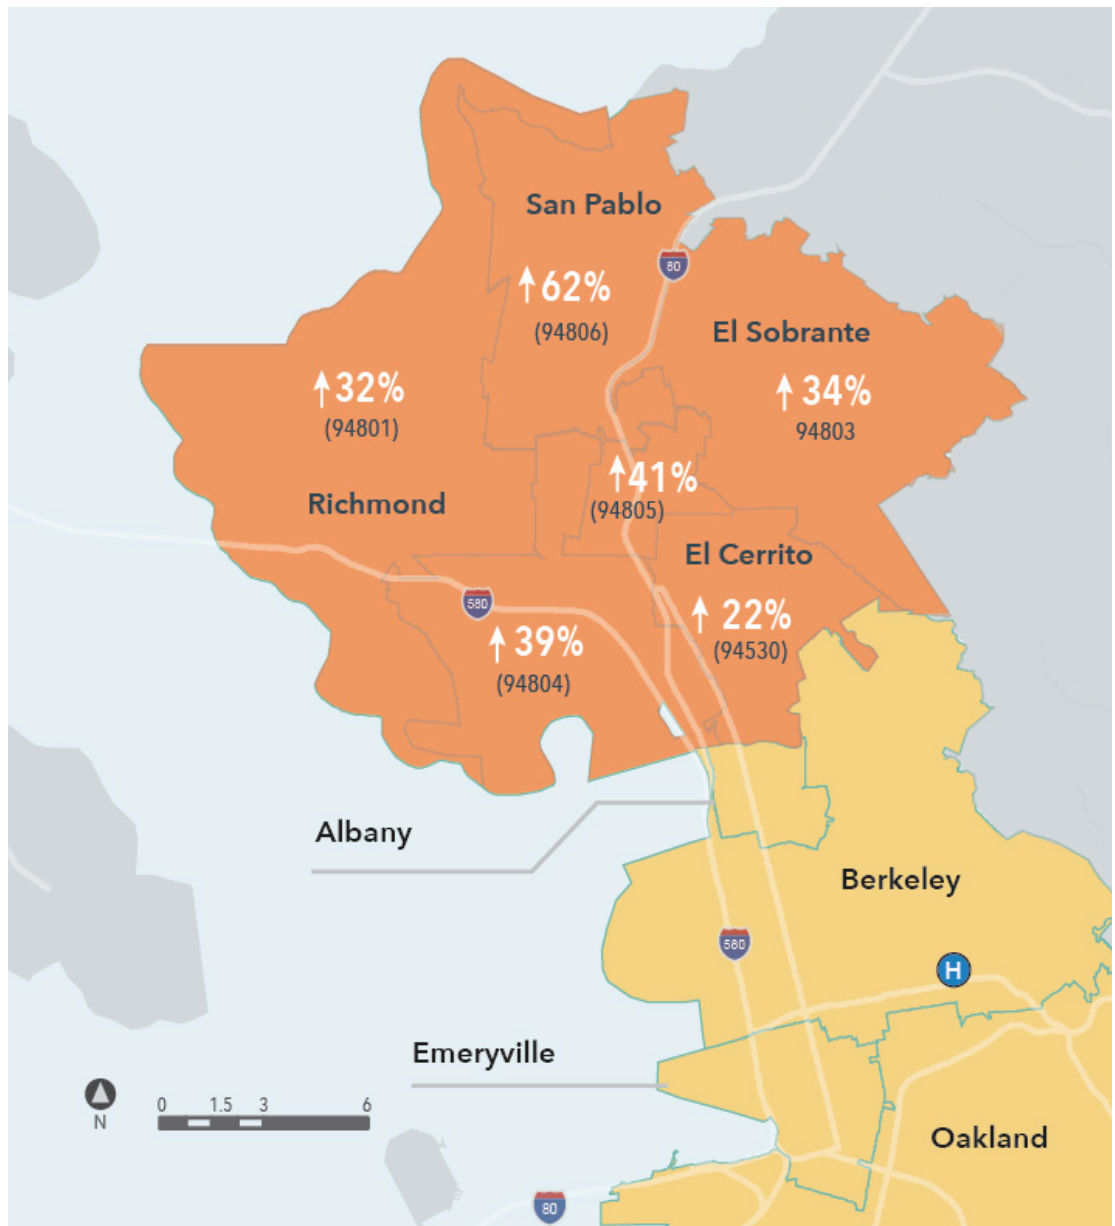 San Pablo
80
62%
(94806)
El Sobrante
34%
94803
32%
(94801)
41%
(94805)
Richmond
El Cerrito
22%
(94530)
580
39%
(94804)
Albany
Berkeley
580
H
Emeryville
N
0 1.5 3 6
Oakland
80